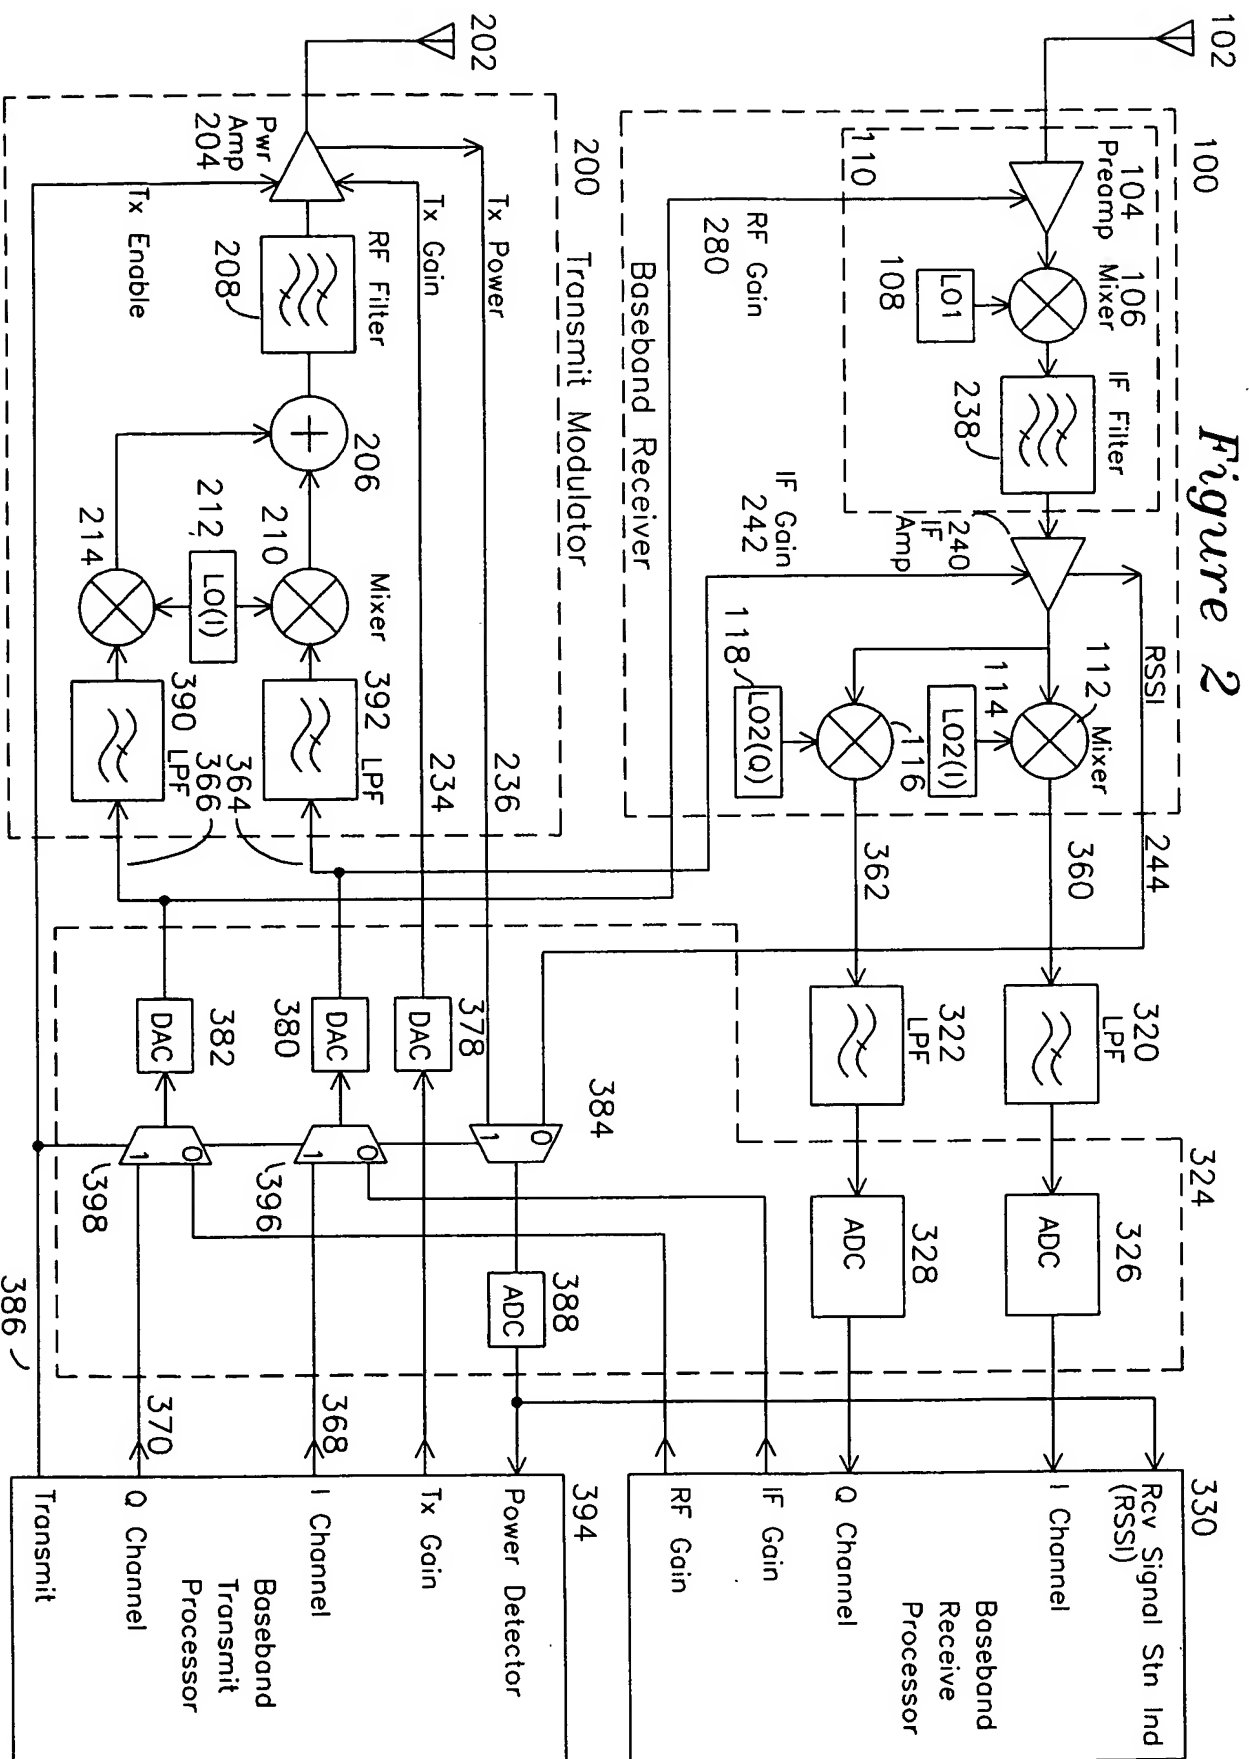 Figure 2
102
100
104
Preamp
106
Mixer
IF Filter
110
LO1
108
238
240
IF
Amp
RSSI
112
Mixer
114
LO2(I)
116
118
LO2(Q)
244
360
362
RF Gain
280
IF Gain
242
Baseband Receiver
320
LPF
322
LPF
324
326
ADC
328
ADC
330
Rcv Signal Stn Ind
(RSSI)
I Channel
Q Channel
IF Gain
RF Gain
Baseband
Receive
Processor
202
200
Transmit Modulator
Tx Power
Tx Gain
Pwr
Amp
204
Tx Enable
RF Filter
208
206
Mixer
210
212
LO(I)
214
392
LPF
390
LPF
366
364
236
234
384
0
1
388
ADC
378
DAC
380
DAC
382
DAC
0
1
396
0
1
398
386
368
370
394
Power Detector
Tx Gain
I Channel
Q Channel
Transmit
Baseband
Transmit
Processor